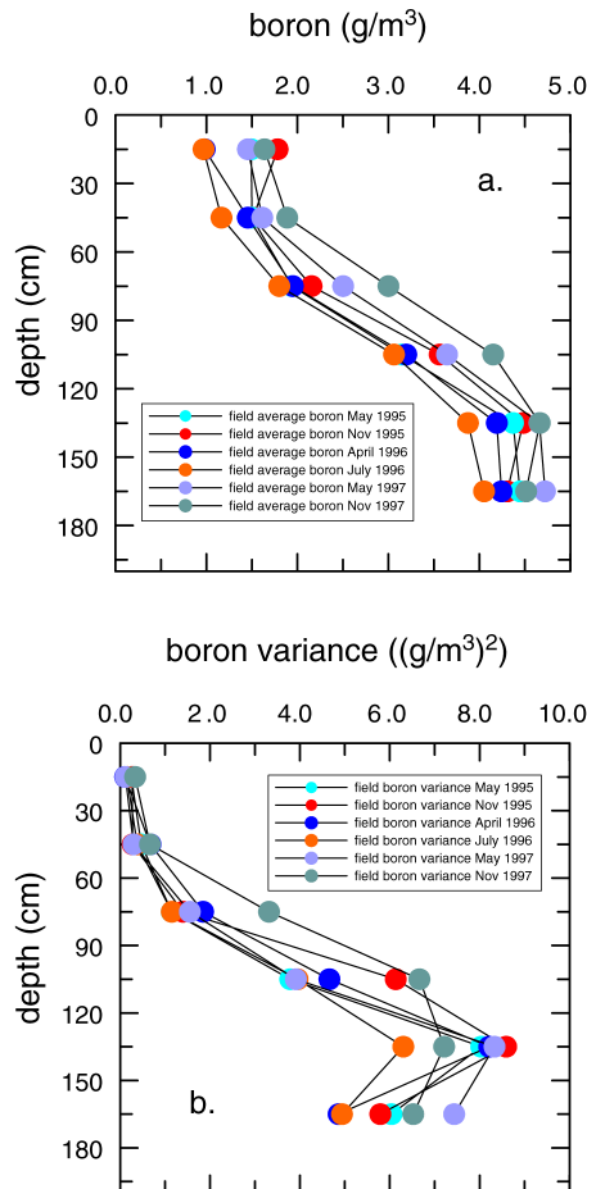 boron (g/m³)
0.0 1.0 2.0 3.0 4.0 5.0
0
30
60
90
120
150
180
depth (cm)
a.
field average boron May 1995
field average boron Nov 1995
field average boron April 1996
field average boron July 1996
field average boron May 1997
field average boron Nov 1997
boron variance ((g/m³)²)
0.0 2.0 4.0 6.0 8.0 10.0
0
30
60
90
120
150
180
depth (cm)
field boron variance May 1995
field boron variance Nov 1995
field boron variance April 1996
field boron variance July 1996
field boron variance May 1997
field boron variance Nov 1997
b.